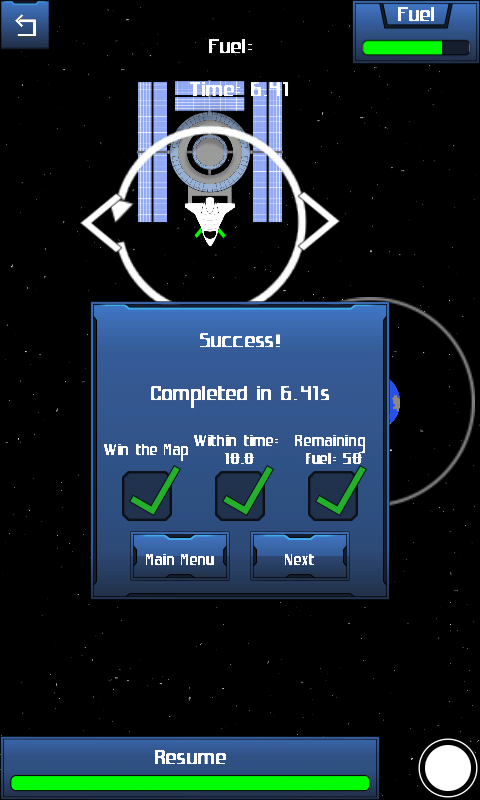 Fuel
Fuel:
Time: 6.41
Success!
Completed in 6.41s
Win the Map
Within time:
10.0
Remaining
fuel: 50
Main Menu
Next
Resume